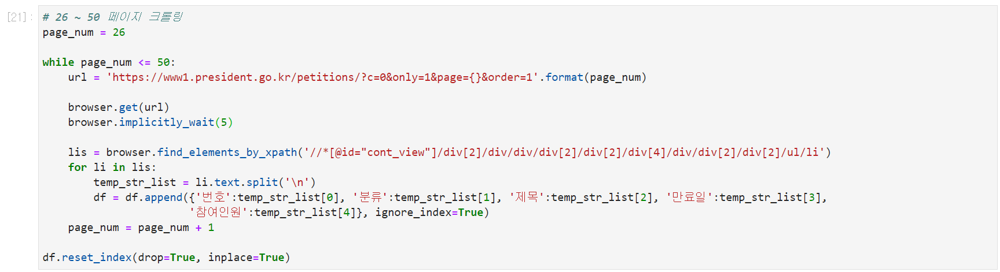 [21]:
# 26 ~ 50 페이지 크롤링
page_num = 26
while page_num <= 50:
    url = 'https://www1.president.go.kr/petitions/?c=0&only=1&page={}&order=1'.format(page_num)
    browser.get(url)
    browser.implicitly_wait(5)
    lis = browser.find_elements_by_xpath('//*[@id="cont_view"]/div[2]/div/div/div[2]/div[2]/div[4]/div/div[2]/div[2]/ul/li')
    for li in lis:
        temp_str_list = li.text.split('\n')
        df = df.append({'번호':temp_str_list[0], '분류':temp_str_list[1], '제목':temp_str_list[2], '만료일':temp_str_list[3],
                       '참여인원':temp_str_list[4]}, ignore_index=True)
    page_num = page_num + 1
df.reset_index(drop=True, inplace=True)